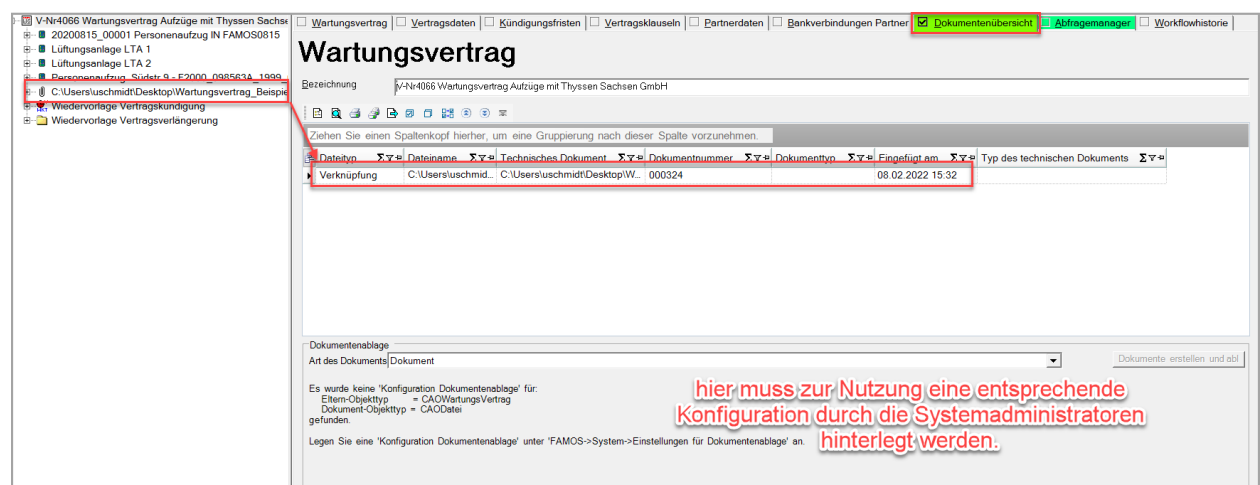 V-Nr4066 Wartungsvertrag Aufzüge mit Thyssen Sachse
20200815_00001 Personenaufzug IN FAMOS0815
Lüftungsanlage LTA 1
Lüftungsanlage LTA 2
Personenaufzug, Südstr.9 - F2000_098563A_1999_
C:\Users\uschmidt\Desktop\Wartungsvertrag_Beispie
Wiedervorlage Vertragskündigung
Wiedervorlage Vertragsverlängerung
Wartungsvertrag Vertragsdaten Kündigungsfristen Vertragsklauseln Partnerdaten Bankverbindungen Partner Dokumentenübersicht Abfragemanager Workflowhistorie
Wartungsvertrag
Bezeichnung V-Nr4066 Wartungsvertrag Aufzüge mit Thyssen Sachsen GmbH
Ziehen Sie einen Spaltenkopf hierher, um eine Gruppierung nach dieser Spalte vorzunehmen.
Dateityp Dateiname Technisches Dokument Dokumentnummer Dokumenttyp Eingefügt am Typ des technischen Dokuments
Verknüpfung C:\Users\uschmid... C:\Users\uschmidt\Desktop\W... 000324 08.02.2022 15:32
Dokumentenablage
Art des Dokuments Dokument Dokumente erstellen und abl
Es wurde keine 'Konfiguration Dokumentenablage' für:
Eltern-Objekttyp = CAOWartungsVertrag
Dokument-Objekttyp = CAODatei
gefunden.
Legen Sie eine 'Konfiguration Dokumentenablage' unter 'FAMOS->System->Einstellungen für Dokumentenablage' an.
hier muss zur Nutzung eine entsprechende
Konfiguration durch die Systemadministratoren
hinterlegt werden.